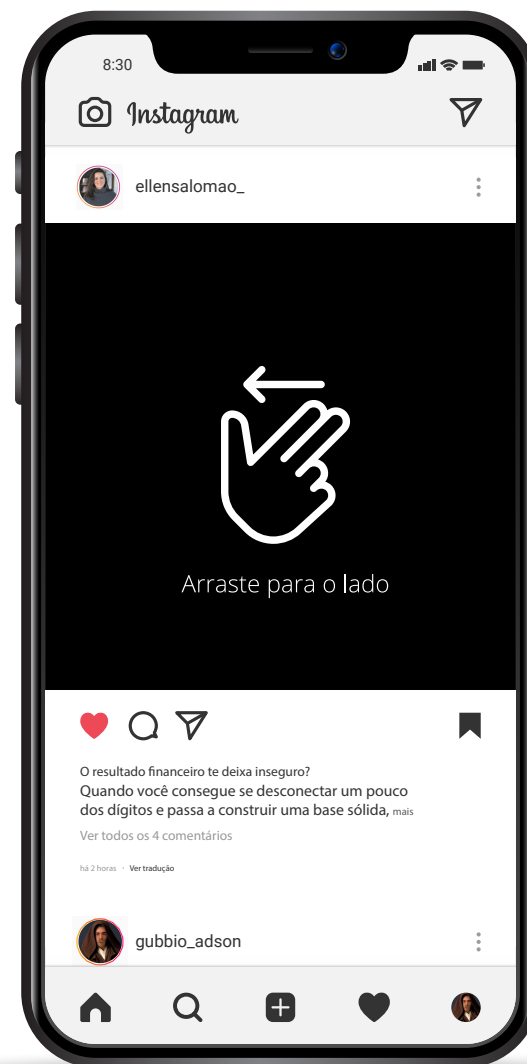 8:30
Instagram
ellensalomao_
Arraste para o lado
O resultado financeiro te deixa inseguro?
Quando você consegue se desconectar um pouco
dos dígitos e passa a construir uma base sólida, mais
Ver todos os 4 comentários
há 2 horas · Ver tradução
gubbio_adson